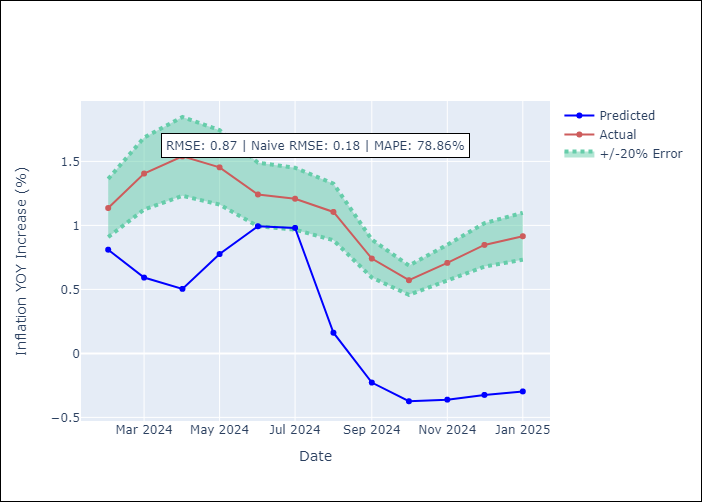 RMSE: 0.87 | Naive RMSE: 0.18 | MAPE: 78.86%
Predicted
Actual
+/-20% Error
Inflation YOY Increase (%)
1.5
1
0.5
0
−0.5
Mar 2024
May 2024
Jul 2024
Sep 2024
Nov 2024
Jan 2025
Date